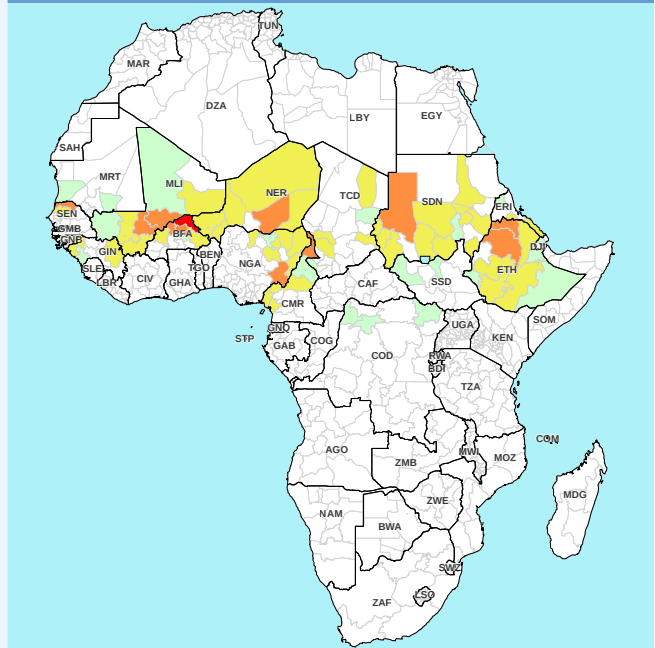 TUN
MAR
DZA
LBY
EGY
SAH
MRT
MLI
NER
TCD
SDN
ERI
SEN
GMB
GNB
BFA
DJI
GIN
BEN
NGA
ETH
SLE
TGO
LBR
CIV
GHA
CAF
SSD
CMR
SOM
GNQ
UGA
STP
COG
KEN
GAB
COD
RWA
BDI
TZA
COM
AGO
MWI
ZMB
MOZ
MDG
ZWE
NAM
BWA
SWZ
LSO
ZAF